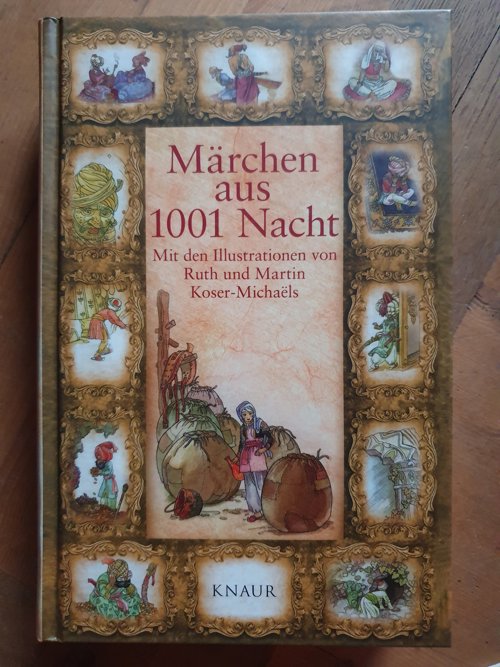 Märchen
aus
1001 Nacht
Mit den Illustrationen von
Ruth und Martin
Koser-Michaëls
KNAUR